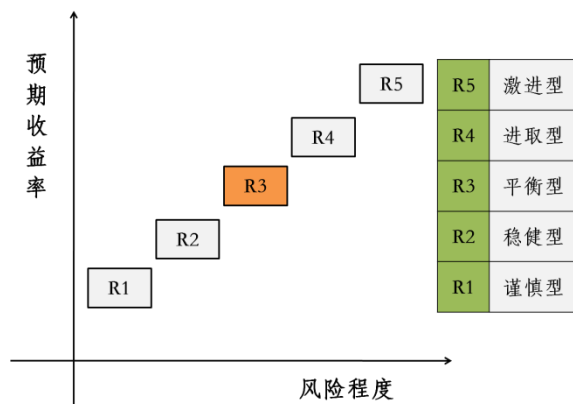 预期收益率
R5
R4
R3
R2
R1
风险程度
R5 激进型
R4 进取型
R3 平衡型
R2 稳健型
R1 谨慎型